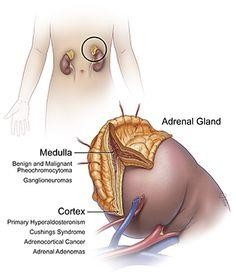 Adrenal Gland
Medulla
Benign and Malignant
Pheochromocytoma
Ganglioneuromas
Cortex
Primary Hyperaldosteronism
Cushings Syndrome
Adrenocortical Cancer
Adrenal Adenomas